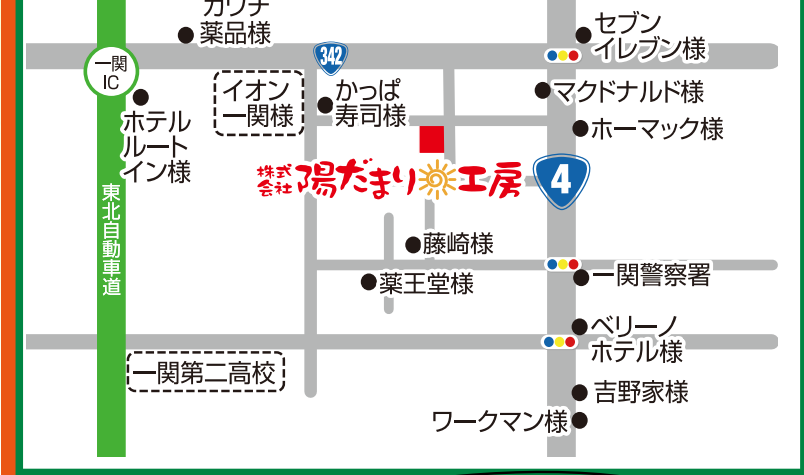 カワチ
薬品様
セブン
イレブン様
342
一関
IC
イオン
一関様
かっぱ
寿司様
マクドナルド様
ホテル
ルート
イン様
ホーマック様
株式
会社
陽だまり工房
4
東北自動車道
藤崎様
薬王堂様
一関警察署
ベリーノ
ホテル様
一関第二高校
吉野家様
ワークマン様